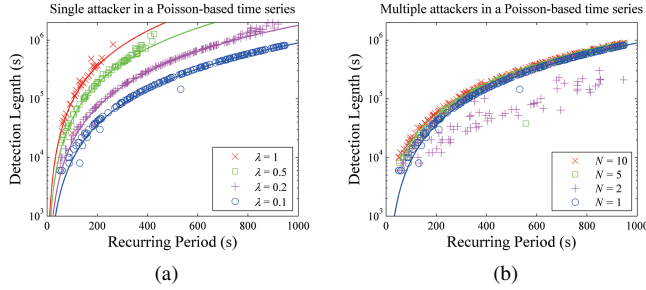 Single attacker in a Poisson-based time series
Detection Legnth (s)
10⁶
10⁵
10⁴
10³
0
200
400
600
800
1000
Recurring Period (s)
λ = 1
λ = 0.5
λ = 0.2
λ = 0.1
(a)
Multiple attackers in a Poisson-based time series
Detection Legnth (s)
10⁶
10⁵
10⁴
10³
0
200
400
600
800
1000
Recurring Period (s)
N = 10
N = 5
N = 2
N = 1
(b)